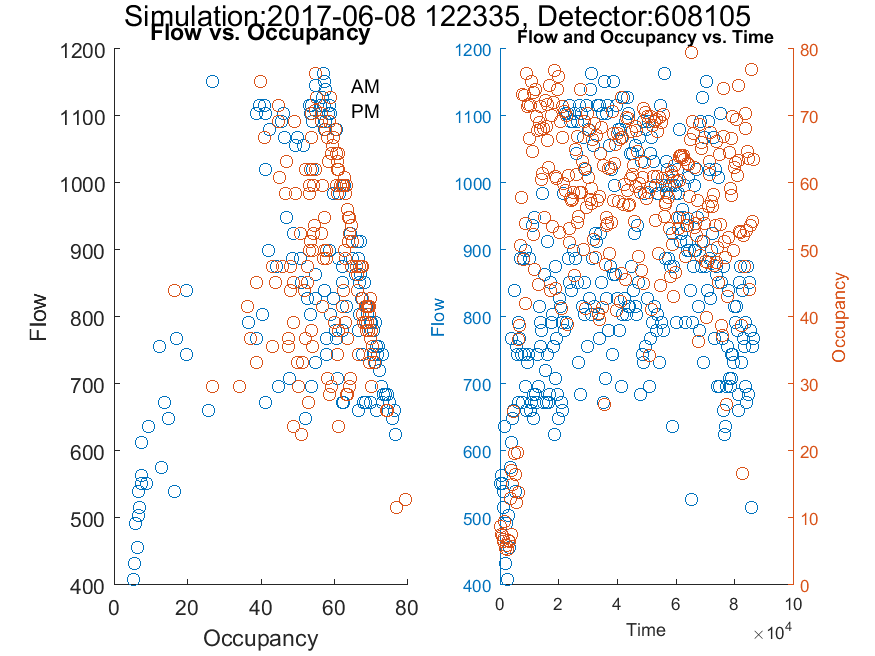 Simulation:2017-06-08 122335, Detector:608105
Flow vs. Occupancy
Flow and Occupancy vs. Time
AM
PM
1200
1100
1000
900
800
700
600
500
400
Flow
0 20 40 60 80
Occupancy
1200
1100
1000
900
800
700
600
500
400
Flow
80
70
60
50
40
30
20
10
0
Occupancy
0 2 4 6 8 10
Time
×10⁴